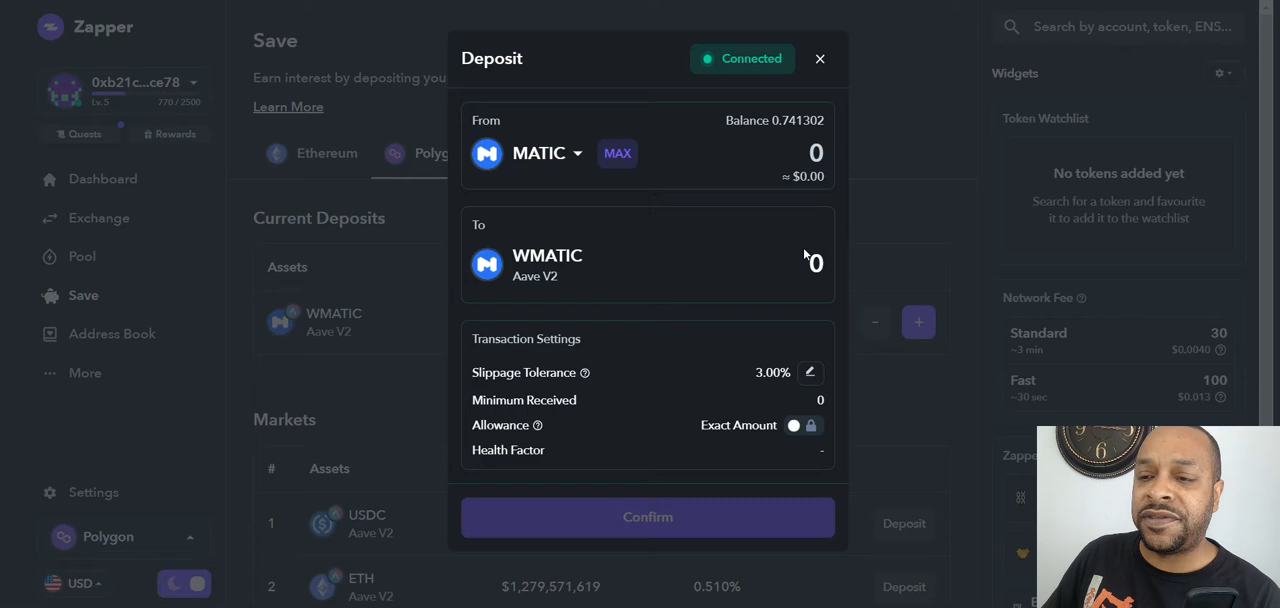 Zapper
0xb21c...ce78
Lv. 5
770 / 2500
Quests
Rewards
Dashboard
Exchange
Pool
Save
Address Book
More
Settings
Polygon
USD
Save
Earn interest by depositing you
Learn More
Ethereum
Polyg
Current Deposits
Assets
WMATIC
Aave V2
-
+
Markets
# Assets
1 USDC
Aave V2
Deposit
2 ETH
Aave V2
$1,279,571,619
0.510%
Deposit
Deposit
Connected
From
Balance 0.741302
MATIC
MAX
0
≈ $0.00
To
WMATIC
Aave V2
0
Transaction Settings
Slippage Tolerance
3.00%
Minimum Received
0
Allowance
Exact Amount
Health Factor
-
Confirm
Search by account, token, ENS...
Widgets
Token Watchlist
No tokens added yet
Search for a token and favourite
it to add it to the watchlist
Network Fee
Standard 30
~3 min $0.0040
Fast 100
~30 sec $0.013